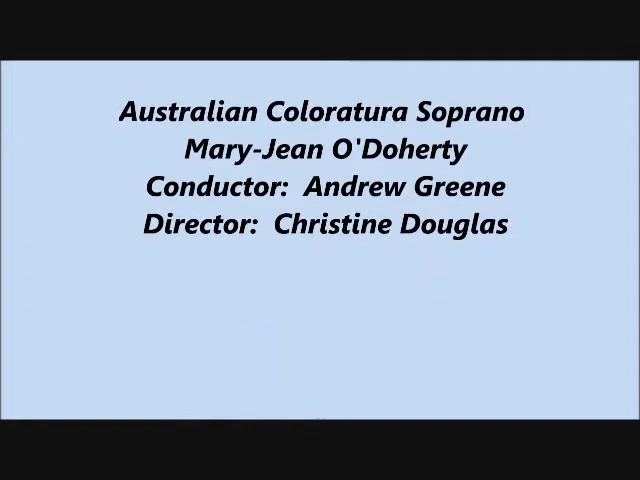 Australian Coloratura Soprano
Mary-Jean O'Doherty
Conductor:  Andrew Greene
Director:  Christine Douglas